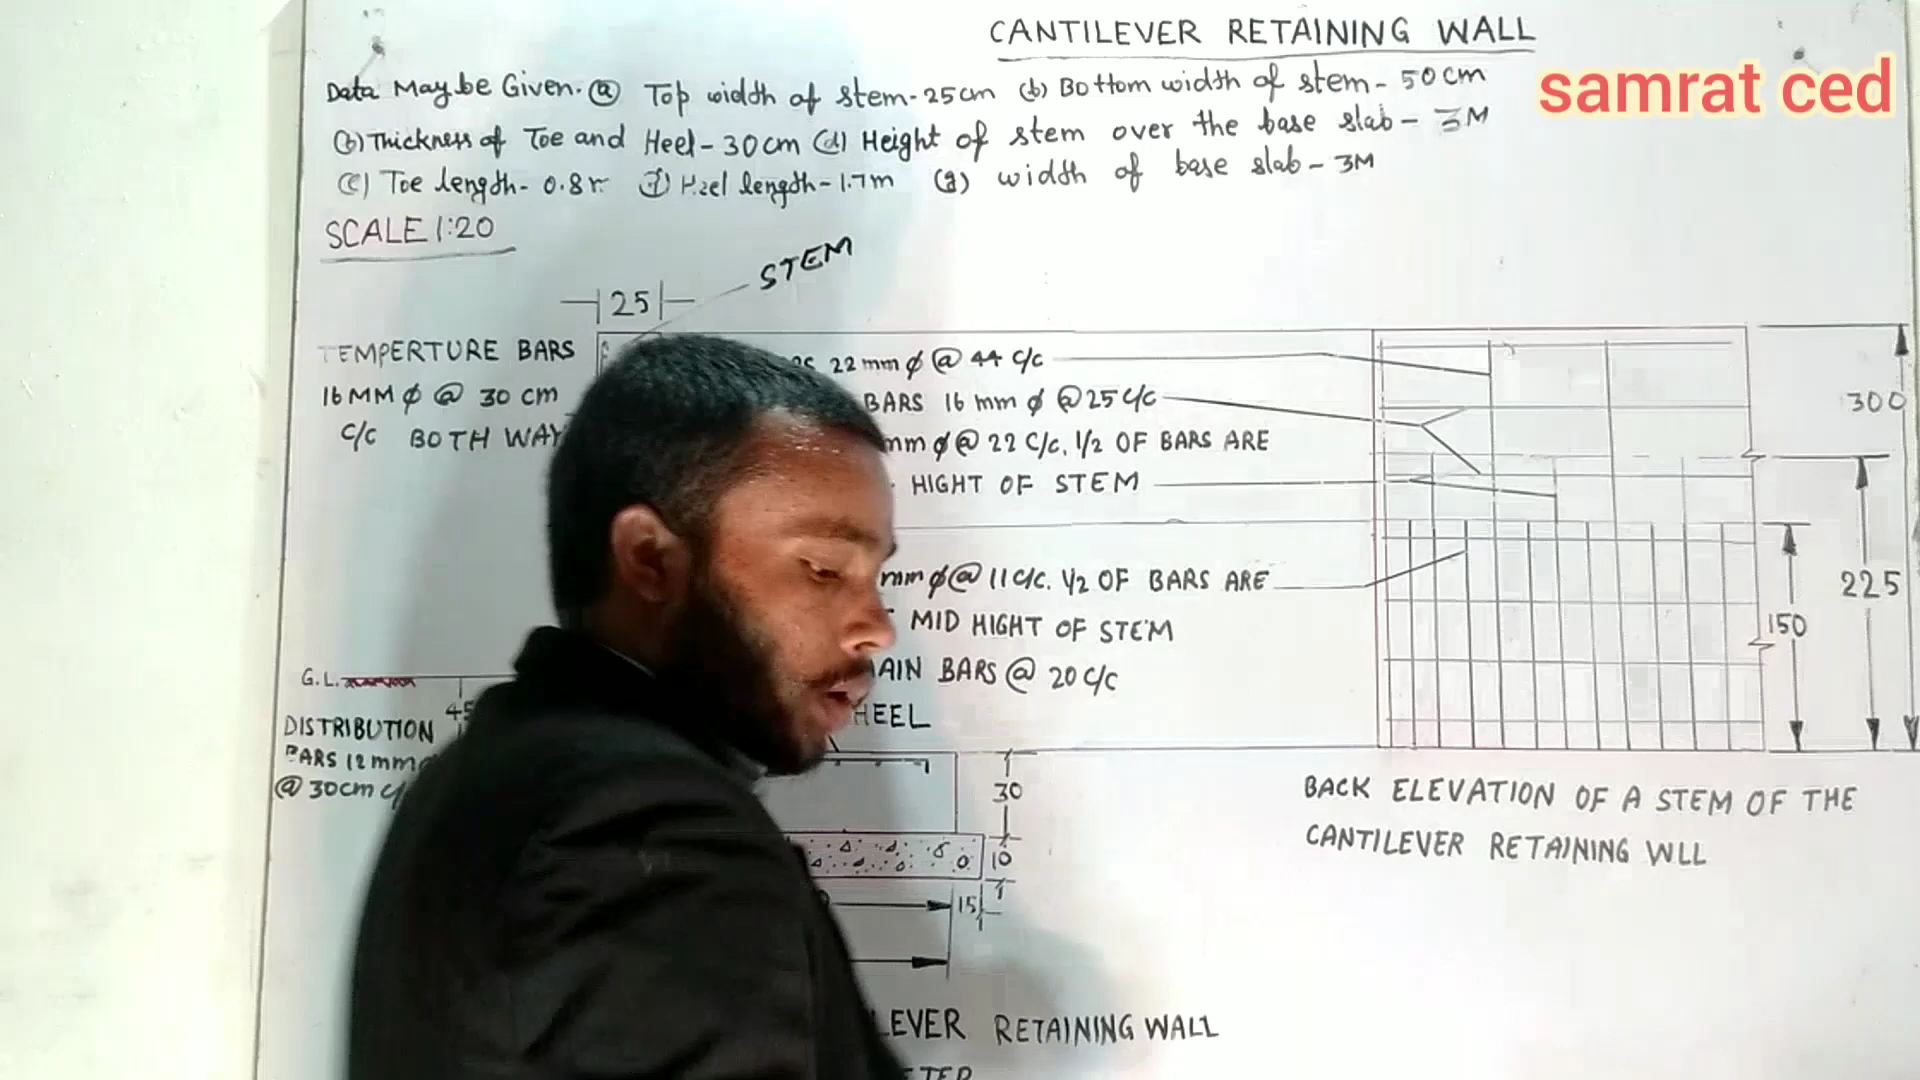 CANTILEVER RETAINING WALL
samrat ced
Data May be Given. (a) Top width of stem-25cm (b) Bottom width of stem - 50cm
(b) Thickness of Toe and Heel-30cm (d) Height of stem over the base slab - 3M
(c) Toe length- 0.8 (f) Heel length-1.7m (g) width of base slab - 3M
SCALE 1:20
STEM
25
TEMPERTURE BARS
16MM ϕ @ 30 cm
C/C BOTH WAY
22 mm ϕ @ 44 C/C
BARS 16 mm ϕ @ 25 C/C
mm ϕ @ 22 C/C. 1/2 OF BARS ARE
HIGHT OF STEM
mm ϕ @ 11 C/C. 1/2 OF BARS ARE
MID HIGHT OF STEM
AIN BARS @ 20 C/C
HEEL
300
225
150
G.L.
45
DISTRIBUTION
BARS 12mm
@ 30cm
30
10
15
BACK ELEVATION OF A STEM OF THE
CANTILEVER RETAINING WLL
LEVER RETAINING WALL